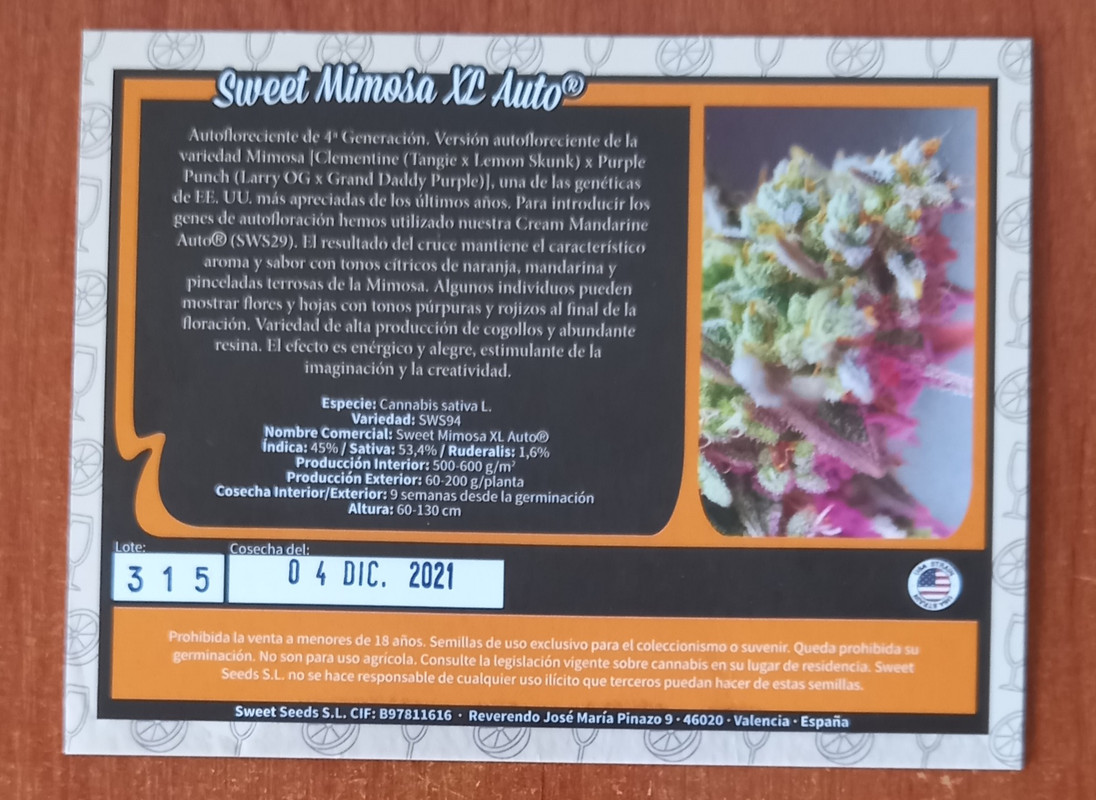 Sweet Mimosa XL Auto®
Autofloreciente de 4ª Generación. Versión autofloreciente de la
variedad Mimosa [Clementine (Tangie x Lemon Skunk) x Purple
Punch (Larry OG x Grand Daddy Purple)], una de las genéticas
de EE. UU. más apreciadas de los últimos años. Para introducir los
genes de autofloración hemos utilizado nuestra Cream Mandarine
Auto® (SWS29). El resultado del cruce mantiene el característico
aroma y sabor con tonos cítricos de naranja, mandarina y
pinceladas terrosas de la Mimosa. Algunos individuos pueden
mostrar flores y hojas con tonos púrpuras y rojizos al final de la
floración. Variedad de alta producción de cogollos y abundante
resina. El efecto es enérgico y alegre, estimulante de la
imaginación y la creatividad.
Especie: Cannabis sativa L.
Variedad: SWS94
Nombre Comercial: Sweet Mimosa XL Auto®
Índica: 45% / Sativa: 53,4% / Ruderalis: 1,6%
Producción Interior: 500-600 g/m²
Producción Exterior: 60-200 g/planta
Cosecha Interior/Exterior: 9 semanas desde la germinación
Altura: 60-130 cm
Lote: Cosecha del:
3 1 5 0 4 DIC. 2021
USA STRAIN
USA STRAIN
Prohibida la venta a menores de 18 años. Semillas de uso exclusivo para el coleccionismo o suvenir. Queda prohibida su
germinación. No son para uso agrícola. Consulte la legislación vigente sobre cannabis en su lugar de residencia. Sweet
Seeds S.L. no se hace responsable de cualquier uso ilícito que terceros puedan hacer de estas semillas.
Sweet Seeds S.L. CIF: B97811616 · Reverendo José María Pinazo 9 · 46020 · Valencia · España